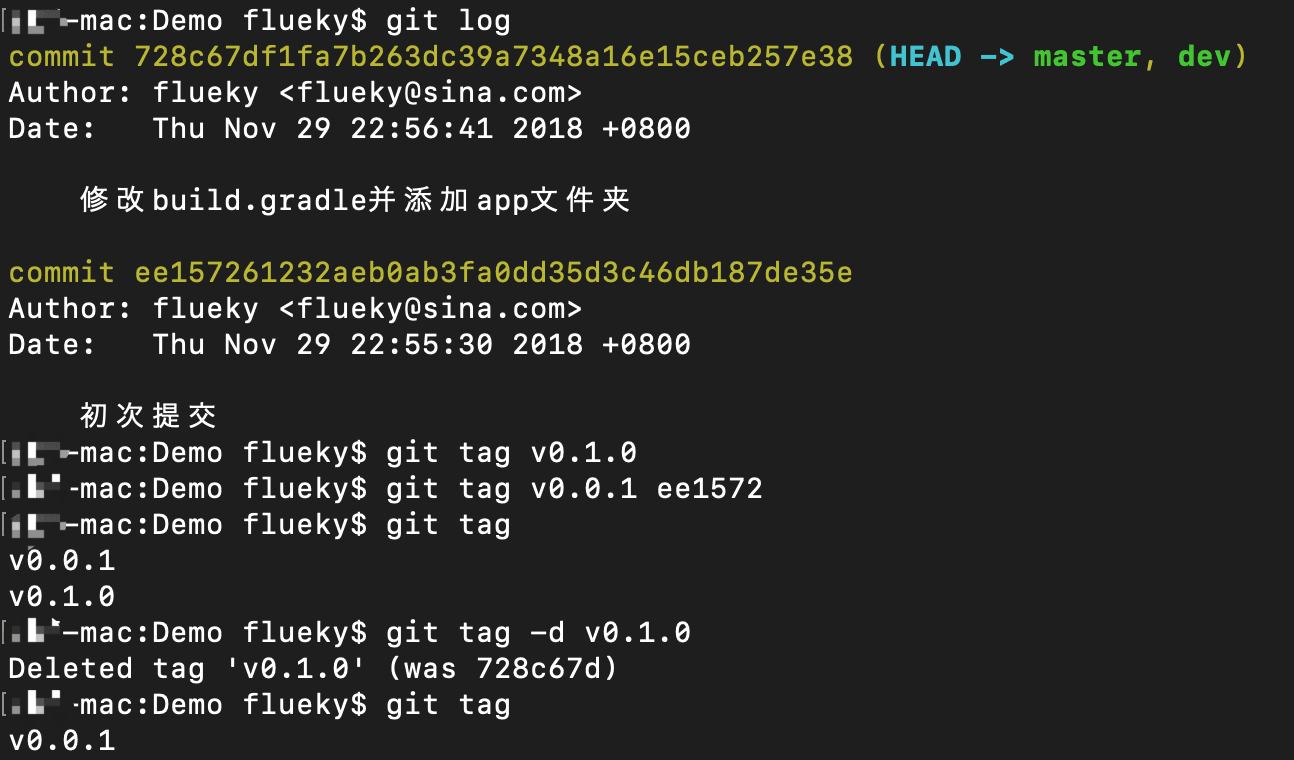 -mac:Demo flueky$ git log
commit 728c67df1fa7b263dc39a7348a16e15ceb257e38 (HEAD -> master, dev)
Author: flueky <flueky@sina.com>
Date:   Thu Nov 29 22:56:41 2018 +0800
修改build.gradle并添加app文件夹
commit ee157261232aeb0ab3fa0dd35d3c46db187de35e
Author: flueky <flueky@sina.com>
Date:   Thu Nov 29 22:55:30 2018 +0800
初次提交
-mac:Demo flueky$ git tag v0.1.0
-mac:Demo flueky$ git tag v0.0.1 ee1572
-mac:Demo flueky$ git tag
v0.0.1
v0.1.0
-mac:Demo flueky$ git tag -d v0.1.0
Deleted tag 'v0.1.0' (was 728c67d)
-mac:Demo flueky$ git tag
v0.0.1